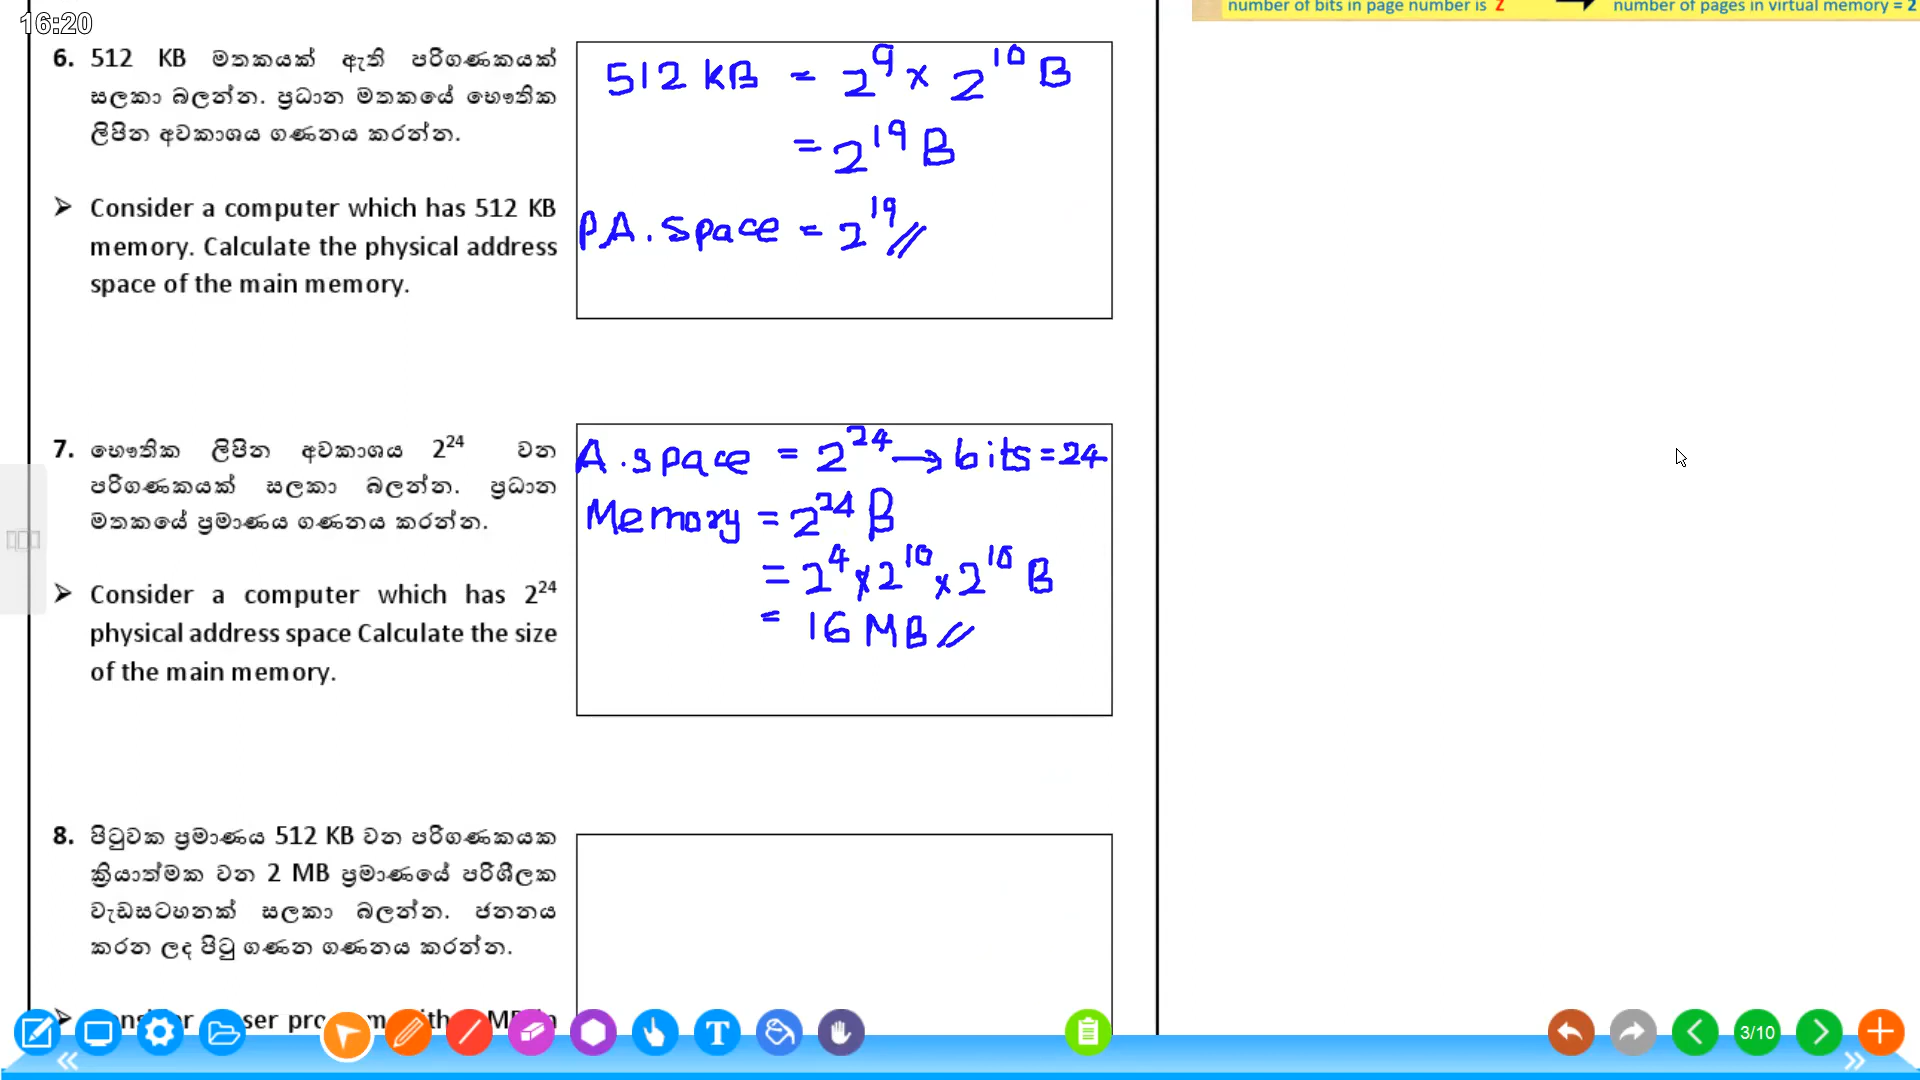 16:20
number of bits in page number is 2
number of pages in virtual memory = 2
6. 512 KB මතකයක් ඇති පරිගණකයක්
සලකා බලන්න. ප්‍රධාන මතකයේ භෞතික
ලිපින අවකාශය ගණනය කරන්න.
➢ Consider a computer which has 512 KB
memory. Calculate the physical address
space of the main memory.
512 KB = 2⁹ × 2¹⁰ B
= 2¹⁹ B
P.A. space = 2¹⁹ //
7. භෞතික ලිපින අවකාශය 2²⁴ වන
පරිගණකයක් සලකා බලන්න. ප්‍රධාන
මතකයේ ප්‍රමාණය ගණනය කරන්න.
➢ Consider a computer which has 2²⁴
physical address space Calculate the size
of the main memory.
A.space = 2²⁴ → bits = 24
Memory = 2²⁴ B
= 2⁴ × 2¹⁰ × 2¹⁰ B
= 16 MB //
8. පිටුවක ප්‍රමාණය 512 KB වන පරිගණකයක
ක්‍රියාත්මක වන 2 MB ප්‍රමාණයේ පරිශීලක
වැඩසටහනක් සලකා බලන්න. ජනනය
කරන ලද පිටු ගණන ගණනය කරන්න.
3/10